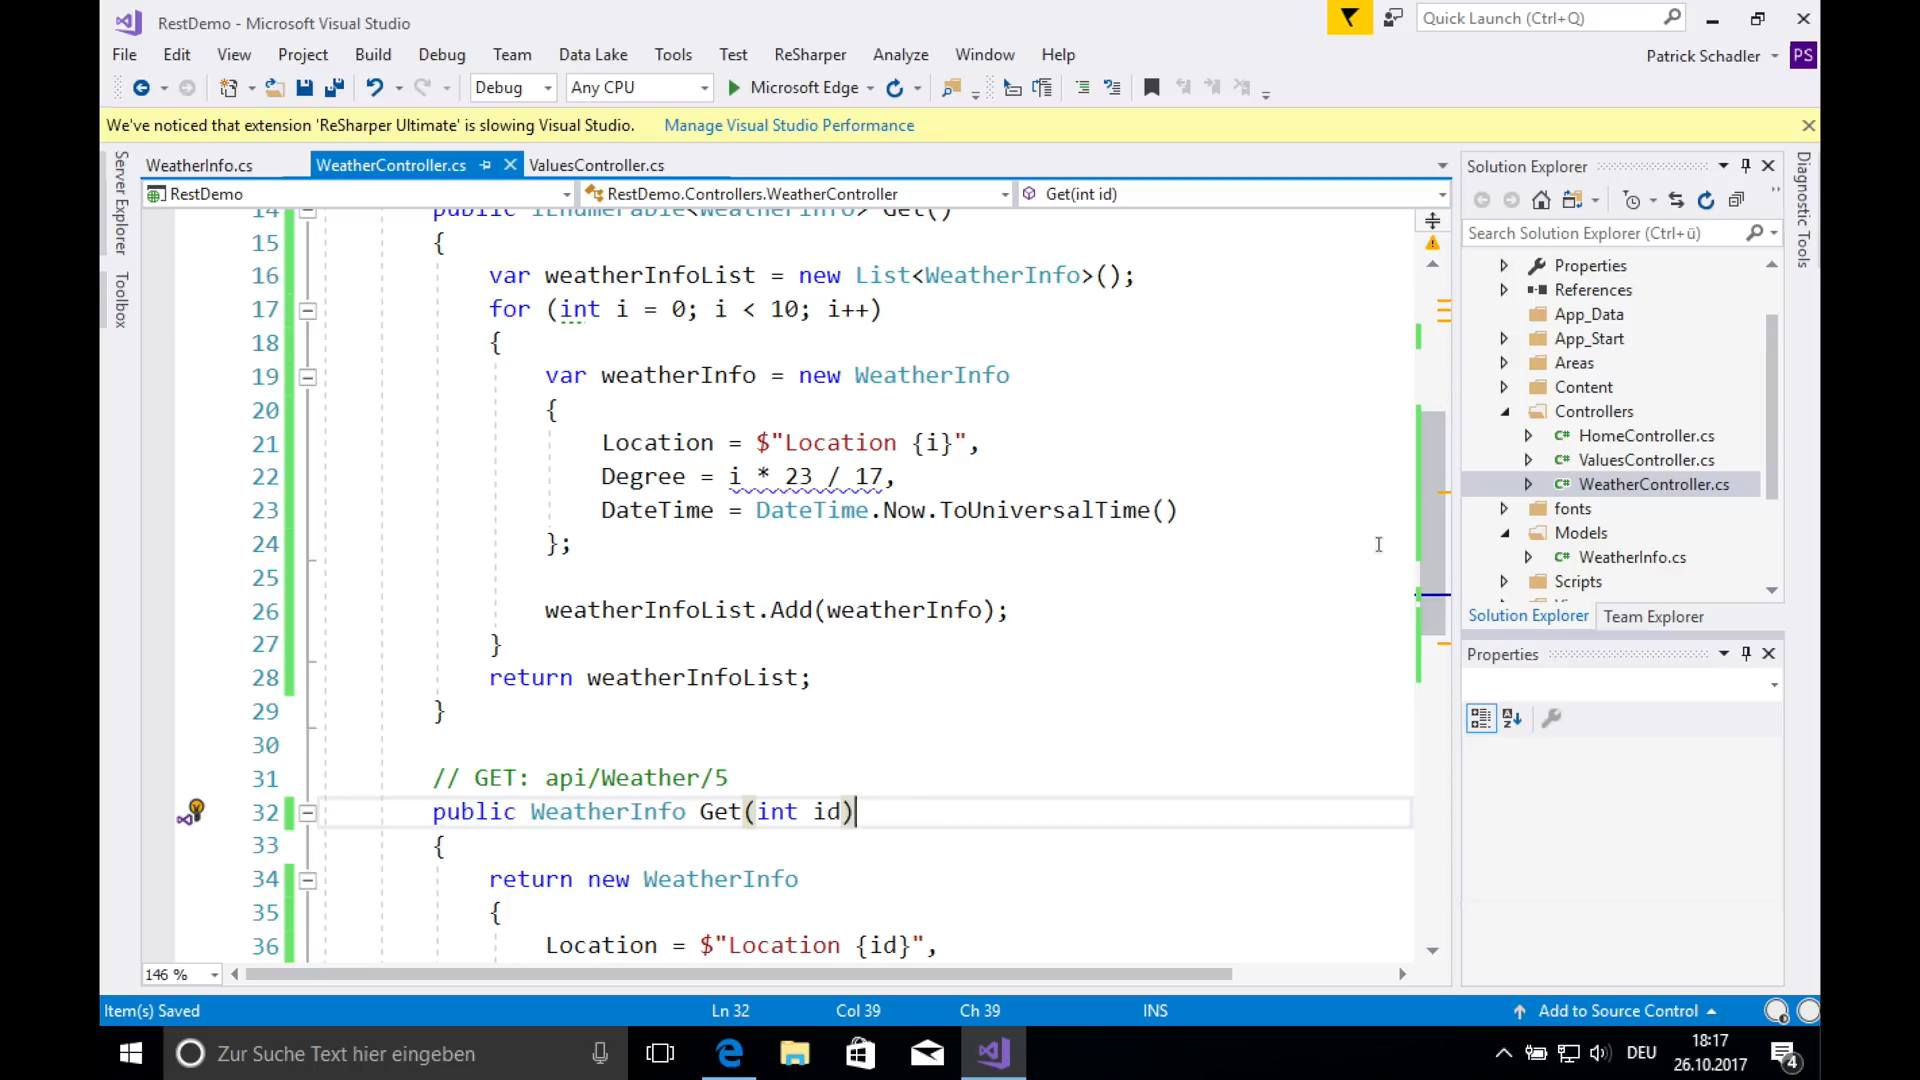 RestDemo - Microsoft Visual Studio
Quick Launch (Ctrl+Q)
File Edit View Project Build Debug Team Data Lake Tools Test ReSharper Analyze Window Help
Patrick Schadler PS
Debug Any CPU Microsoft Edge
We've noticed that extension 'ReSharper Ultimate' is slowing Visual Studio. Manage Visual Studio Performance
Server Explorer
Toolbox
WeatherInfo.cs WeatherController.cs ValuesController.cs
RestDemo RestDemo.Controllers.WeatherController Get(int id)
14 public IEnumerable<WeatherInfo> Get()
15 {
16 var weatherInfoList = new List<WeatherInfo>();
17 for (int i = 0; i < 10; i++)
18 {
19 var weatherInfo = new WeatherInfo
20 {
21 Location = $"Location {i}",
22 Degree = i * 23 / 17,
23 DateTime = DateTime.Now.ToUniversalTime()
24 };
25
26 weatherInfoList.Add(weatherInfo);
27 }
28 return weatherInfoList;
29 }
30
31 // GET: api/Weather/5
32 public WeatherInfo Get(int id)
33 {
34 return new WeatherInfo
35 {
36 Location = $"Location {id}",
146 %
Solution Explorer
Search Solution Explorer (Ctrl+ü)
Properties
References
App_Data
App_Start
Areas
Content
Controllers
C# HomeController.cs
C# ValuesController.cs
C# WeatherController.cs
fonts
Models
C# WeatherInfo.cs
Scripts
Solution Explorer Team Explorer
Properties
Diagnostic Tools
Item(s) Saved Ln 32 Col 39 Ch 39 INS Add to Source Control
Zur Suche Text hier eingeben
DEU
18:17
26.10.2017
4